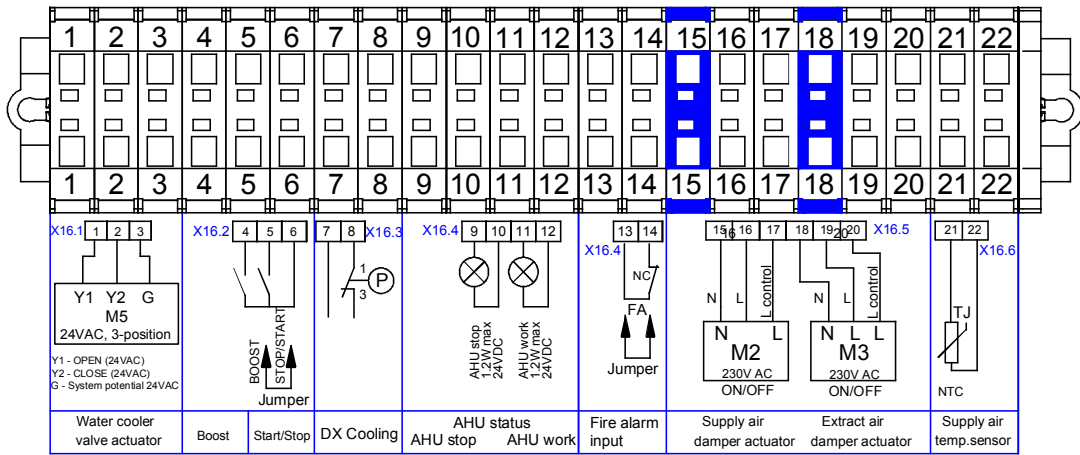 1 2 3 4 5 6 7 8 9 10 11 12 13 14 15 16 17 18 19 20 21 22
1 2 3 4 5 6 7 8 9 10 11 12 13 14 15 16 17 18 19 20 21 22
X16.1 1 2 3
X16.2 4 5 6
7 8 X16.3
X16.4 9 10 11 12
13 14
X16.4
15 16 16 17 18 19 20 20 X16.5
21 22
X16.6
Y1 Y2 G
M5
24VAC, 3-position
Y1 - OPEN (24VAC)
Y2 - CLOSE (24VAC)
G - System potential 24VAC
BOOST
STOP/START
Jumper
1
3
P
AHU stop
1.2W max
24VDC
AHU work
1.2W max
24VDC
NC
FA
Jumper
N L L control
N L
M2
230V AC
ON/OFF
N L L control
N L L
M3
230V AC
ON/OFF
TJ
NTC
Water cooler
valve actuator
Boost
Start/Stop
DX Cooling
AHU status
AHU stop AHU work
Fire alarm
input
Supply air
damper actuator
Extract air
damper actuator
Supply air
temp.sensor